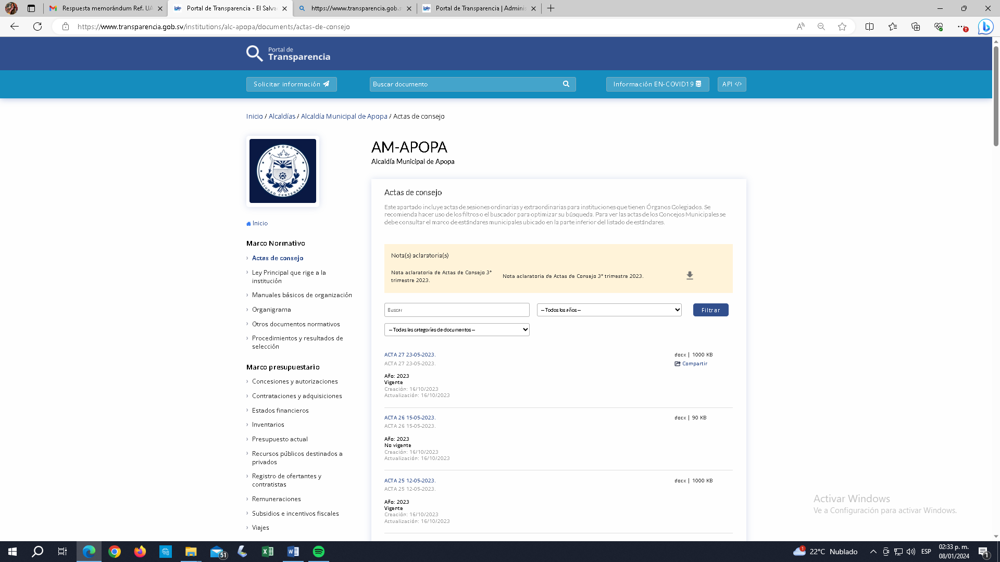 Respuesta memorándum Ref. UA
Portal de Transparencia - El Salva
https://www.transparencia.gob.s
Portal de Transparencia | Adminis
https://www.transparencia.gob.sv/institutions/alc-apopa/documents/actas-de-consejo
Portal de
Transparencia
Solicitar información
Buscar documento
Información EN-COVID19
API </>
Inicio / Alcaldías / Alcaldía Municipal de Apopa / Actas de consejo
APOPA
CIUDAD CENTENARIA
AM-APOPA
Alcaldía Municipal de Apopa
Inicio
Marco Normativo
Actas de consejo
Ley Principal que rige a la
institución
Manuales básicos de organización
Organigrama
Otros documentos normativos
Procedimientos y resultados de
selección
Marco presupuestario
Concesiones y autorizaciones
Contrataciones y adquisiciones
Estados financieros
Inventarios
Presupuesto actual
Recursos públicos destinados a
privados
Registro de ofertantes y
contratistas
Remuneraciones
Subsidios e incentivos fiscales
Viajes
Actas de consejo
Este apartado incluye actas de sesiones ordinarias y extraordinarias para instituciones que tienen Órganos Colegiados. Se
recomienda hacer uso de los filtros o el buscador para optimizar su búsqueda. Para ver las actas de los Concejos Municipales se
debe consultar el marco de estándares municipales ubicado en la parte inferior del listado de estándares.
Nota(s) aclaratoria(s)
Nota aclaratoria de Actas de Consejo 3°
trimestre 2023.
Nota aclaratoria de Actas de Consejo 3° trimestre 2023.
Buscar
-- Todos los años --
Filtrar
-- Todas las categorías de documentos --
ACTA 27 23-05-2023.
docx | 1000 KB
ACTA 27 23-05-2023.
Compartir
Año: 2023
Vigente
Creación: 16/10/2023
Actualización: 16/10/2023
ACTA 26 15-05-2023.
docx | 90 KB
ACTA 26 15-05-2023.
Año: 2023
No vigente
Creación: 16/10/2023
Actualización: 16/10/2023
ACTA 25 12-05-2023.
docx | 1000 KB
ACTA 25 12-05-2023.
Año: 2023
Vigente
Creación: 16/10/2023
Actualización: 16/10/2023
Activar Windows
Ve a Configuración para activar Windows.
51
1
22°C Nublado
ESP
02:33 p. m.
08/01/2024
1